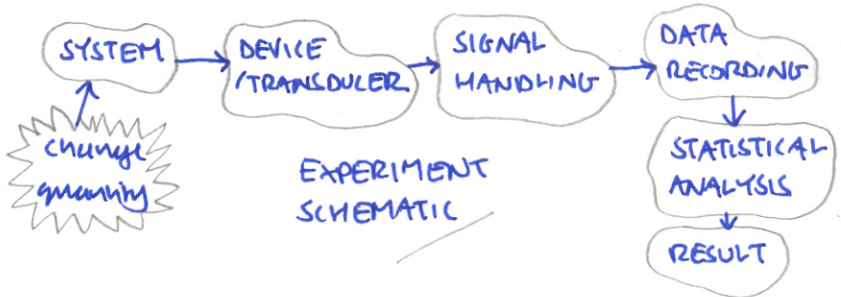 SYSTEM
DEVICE
/TRANSDUCER
SIGNAL
HANDLING
DATA
RECORDING
change
quantity
STATISTICAL
ANALYSIS
RESULT
EXPERIMENT
SCHEMATIC